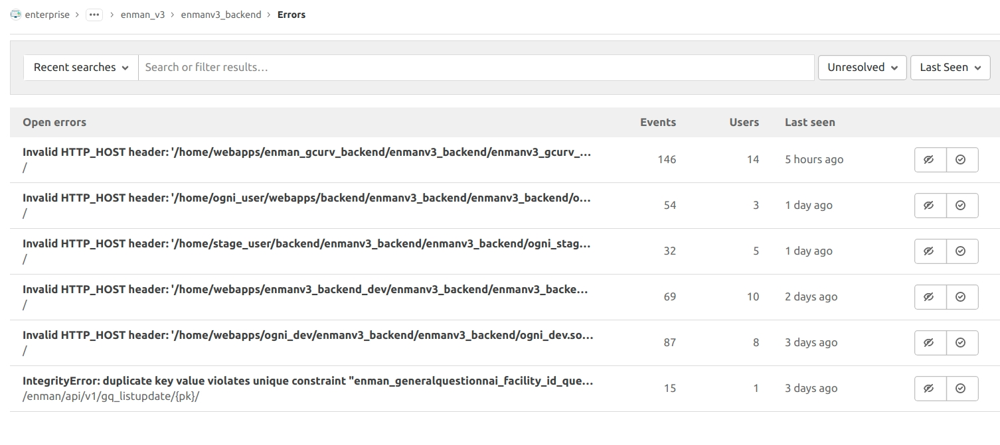 enterprise > ••• > enman_v3 > enmanv3_backend > Errors
Recent searches Search or filter results… Unresolved Last Seen
Open errors Events Users Last seen
Invalid HTTP_HOST header: '/home/webapps/enman_gcurv_backend/enmanv3_backend/enmanv3_gcurv_…
/
146 14 5 hours ago
Invalid HTTP_HOST header: '/home/ogni_user/webapps/backend/enmanv3_backend/enmanv3_backend/o…
/
54 3 1 day ago
Invalid HTTP_HOST header: '/home/stage_user/backend/enmanv3_backend/enmanv3_backend/ogni_stag…
/
32 5 1 day ago
Invalid HTTP_HOST header: '/home/webapps/enmanv3_backend_dev/enmanv3_backend/enmanv3_backe…
/
69 10 2 days ago
Invalid HTTP_HOST header: '/home/webapps/ogni_dev/enmanv3_backend/enmanv3_backend/ogni_dev.so…
/
87 8 3 days ago
IntegrityError: duplicate key value violates unique constraint "enman_generalquestionnai_facility_id_que…
/enman/api/v1/gq_listupdate/{pk}/
15 1 3 days ago